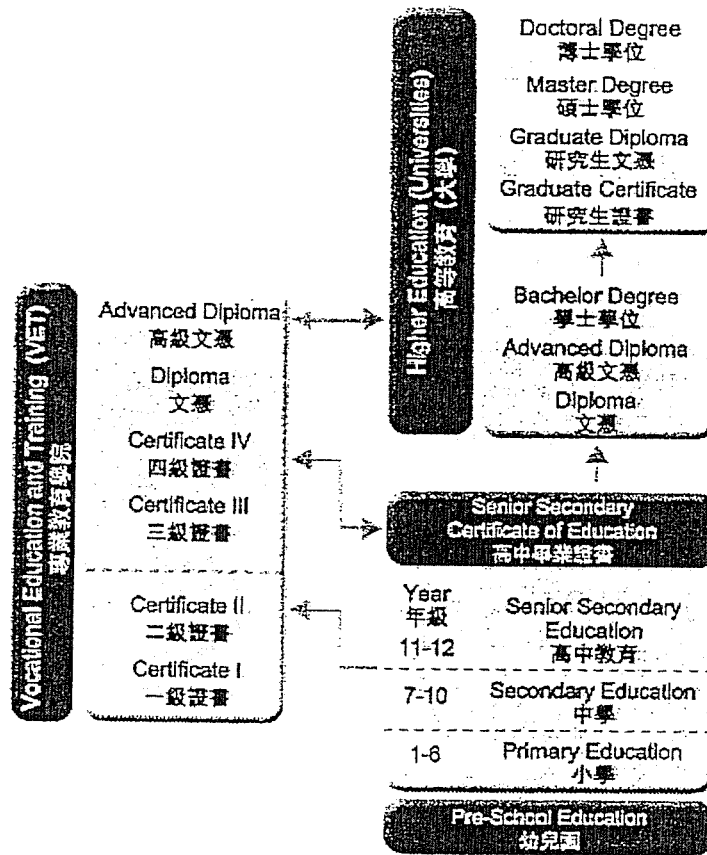 Higher Education (Universities)
高等教育（大學）
Doctoral Degree
博士學位
Master Degree
碩士學位
Graduate Diploma
研究生文憑
Graduate Certificate
研究生證書
Bachelor Degree
學士學位
Advanced Diploma
高級文憑
Diploma
文憑
Vocational Education and Training (VET)
專業教育學院
Advanced Diploma
高級文憑
Diploma
文憑
Certificate IV
四級證書
Certificate III
三級證書
Certificate II
二級證書
Certificate I
一級證書
Senior Secondary
Certificate of Education
高中畢業證書
Year
年級
11-12
Senior Secondary
Education
高中教育
7-10
Secondary Education
中學
1-6
Primary Education
小學
Pre-School Education
幼兒園